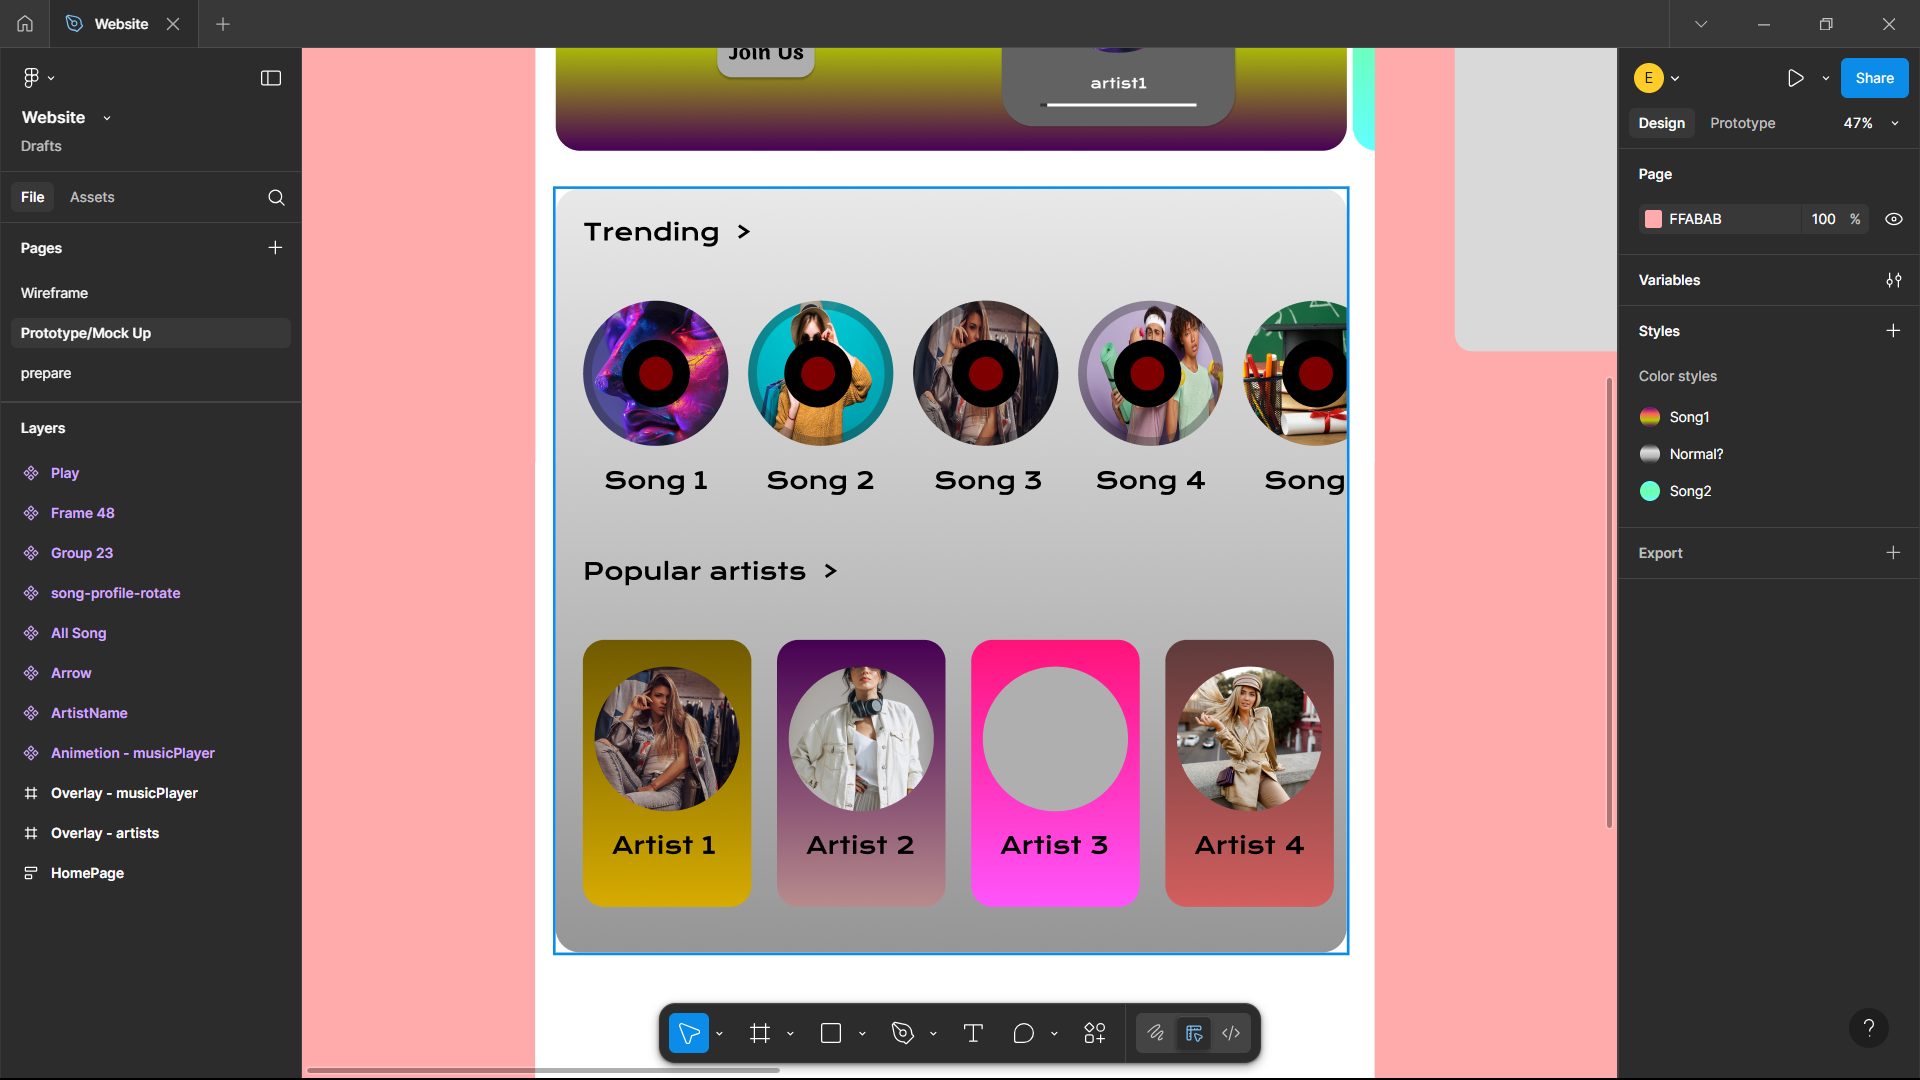 Website
Website
Drafts
File
Assets
Pages
Wireframe
Prototype/Mock Up
prepare
Layers
Play
Frame 48
Group 23
song-profile-rotate
All Song
Arrow
ArtistName
Animetion - musicPlayer
Overlay - musicPlayer
Overlay - artists
HomePage
Join Us
artist1
Trending >
Song 1
Song 2
Song 3
Song 4
Song
Popular artists >
Artist 1
Artist 2
Artist 3
Artist 4
E
Share
Design
Prototype
47%
Page
FFABAB
100 %
Variables
Styles
Color styles
Song1
Normal?
Song2
Export
?